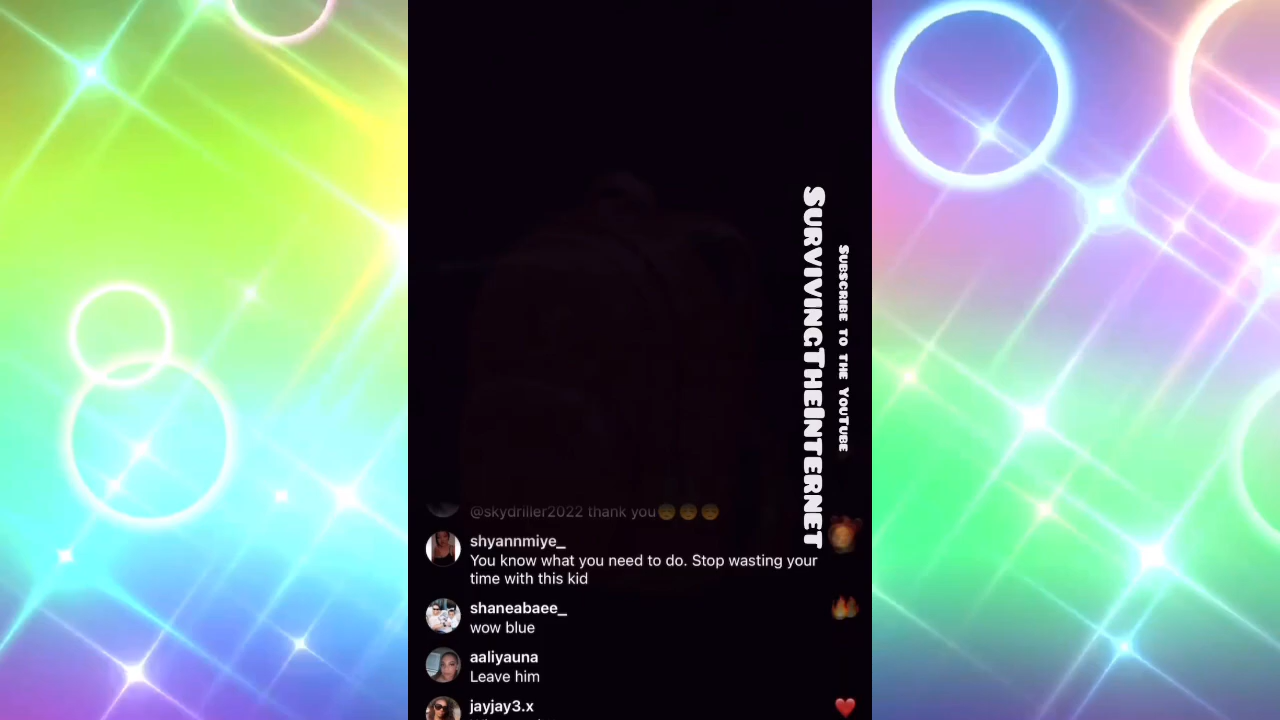 @skydriller2022 thank you😔😔😔
shyannmiye_
You know what you need to do. Stop wasting your
time with this kid
shaneabaee_
wow blue
aaliyauna
Leave him
jayjay3.x
Subscribe to the YouTube
SurvivingTheInternet